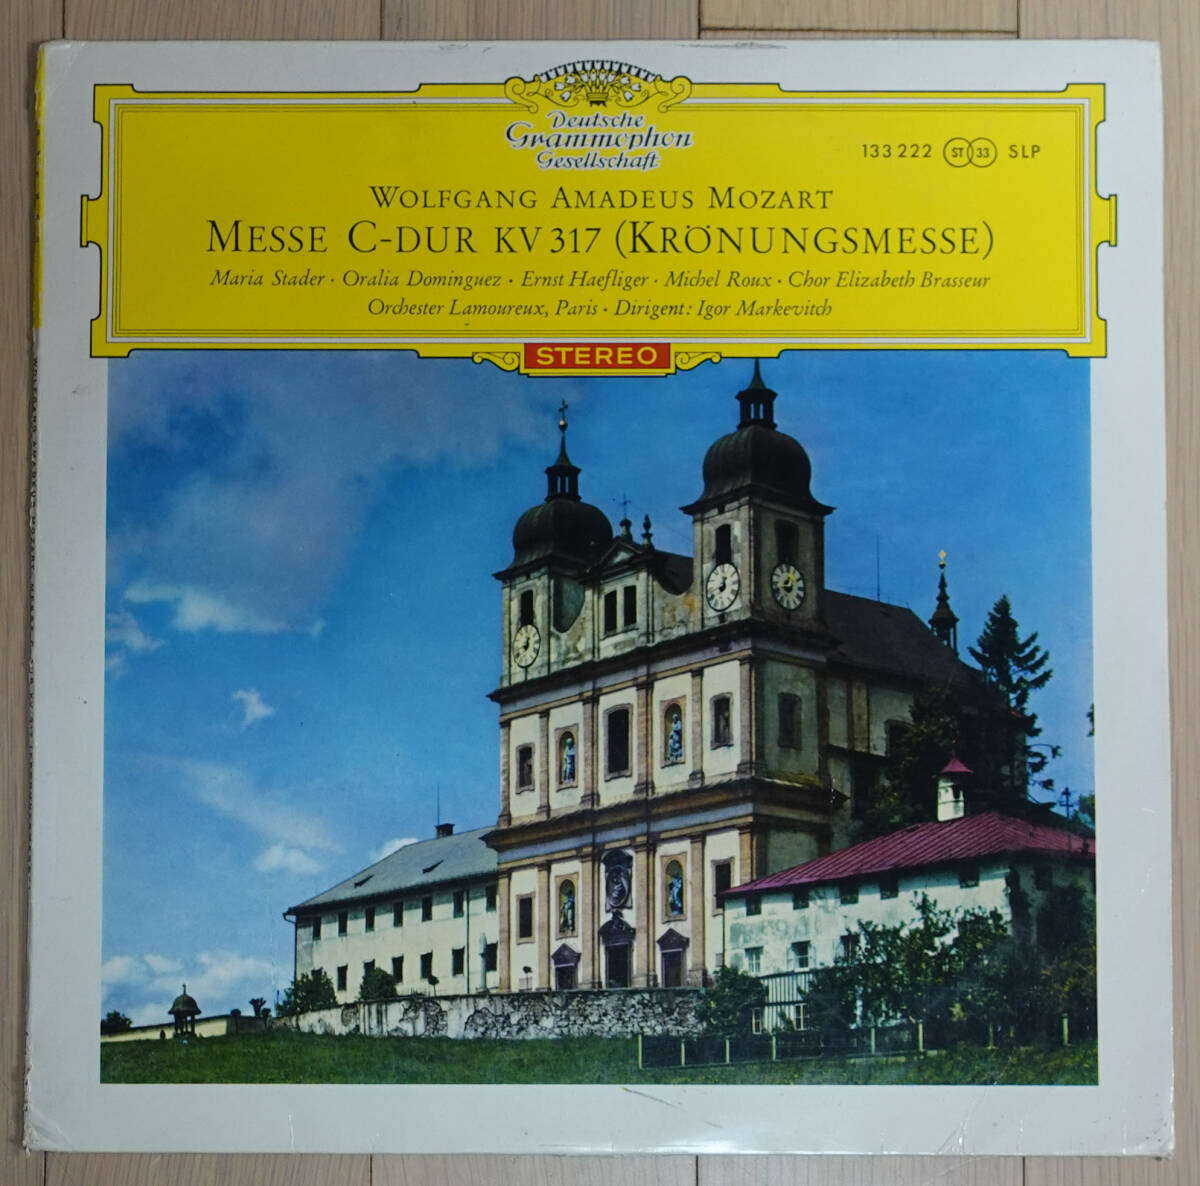 Deutsche
Grammophon
Gesellschaft
133 222 ST 33 SLP
WOLFGANG AMADEUS MOZART
MESSE C-DUR KV 317 (KRÖNUNGSMESSE)
Maria Stader · Oralia Dominguez · Ernst Haefliger · Michel Roux · Chor Elizabeth Brasseur
Orchester Lamoureux, Paris · Dirigent: Igor Markevitch
STEREO